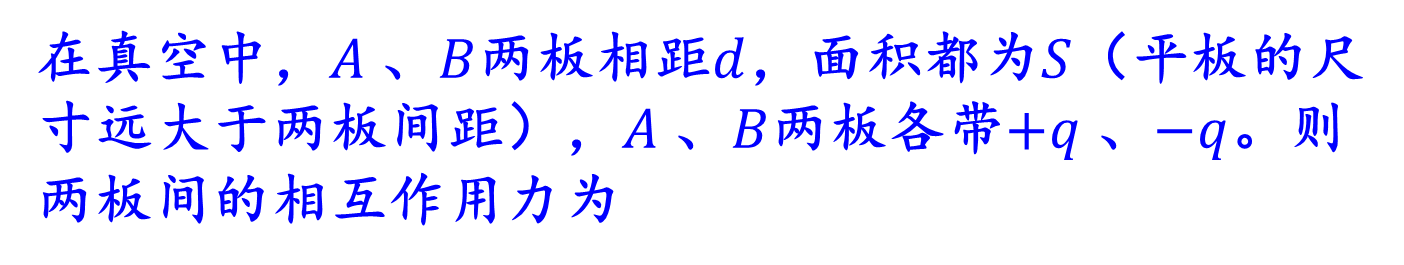 在真空中，A、B两板相距d，面积都为S（平板的尺
寸远大于两板间距），A、B两板各带+q、−q。则
两板间的相互作用力为